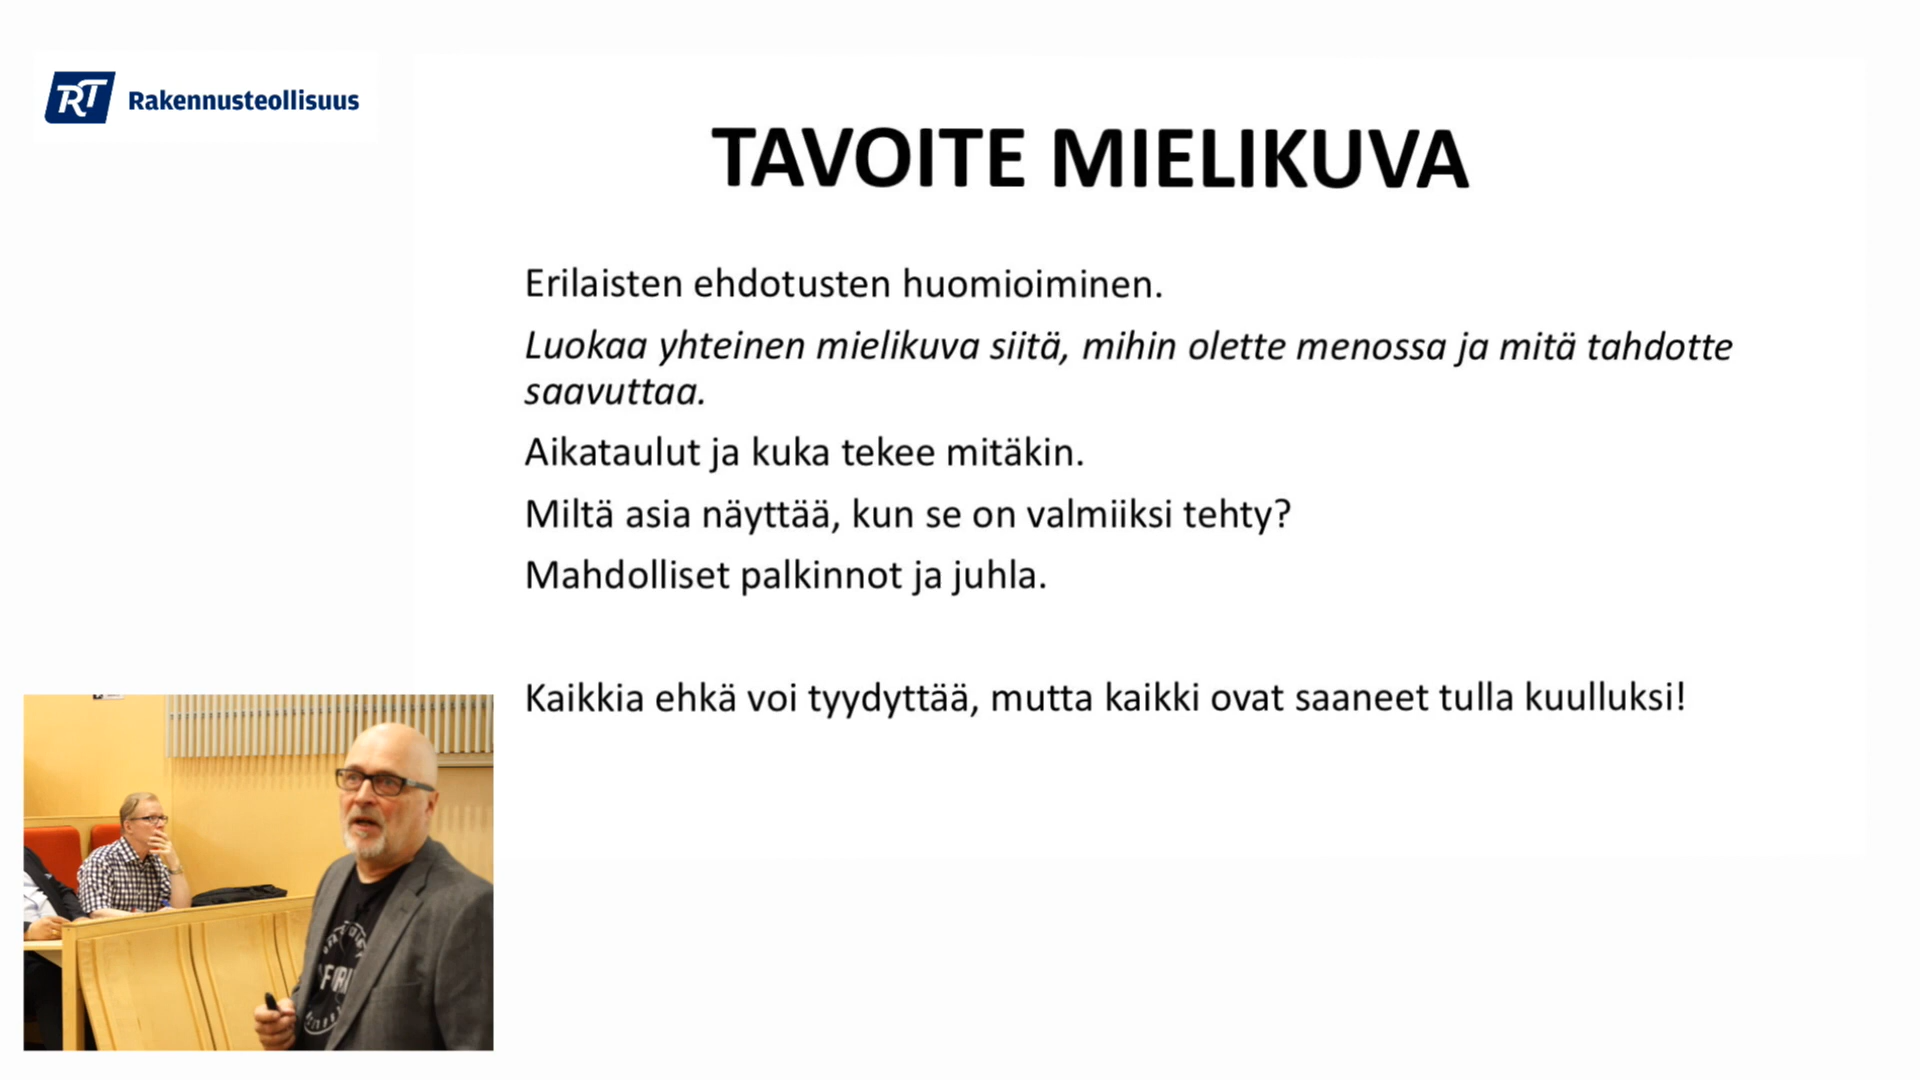 RT Rakennusteollisuus
TAVOITE MIELIKUVA
Erilaisten ehdotusten huomioiminen.
Luokaa yhteinen mielikuva siitä, mihin olette menossa ja mitä tahdotte
saavuttaa.
Aikataulut ja kuka tekee mitäkin.
Miltä asia näyttää, kun se on valmiiksi tehty?
Mahdolliset palkinnot ja juhla.
Kaikkia ehkä voi tyydyttää, mutta kaikki ovat saaneet tulla kuulluksi!